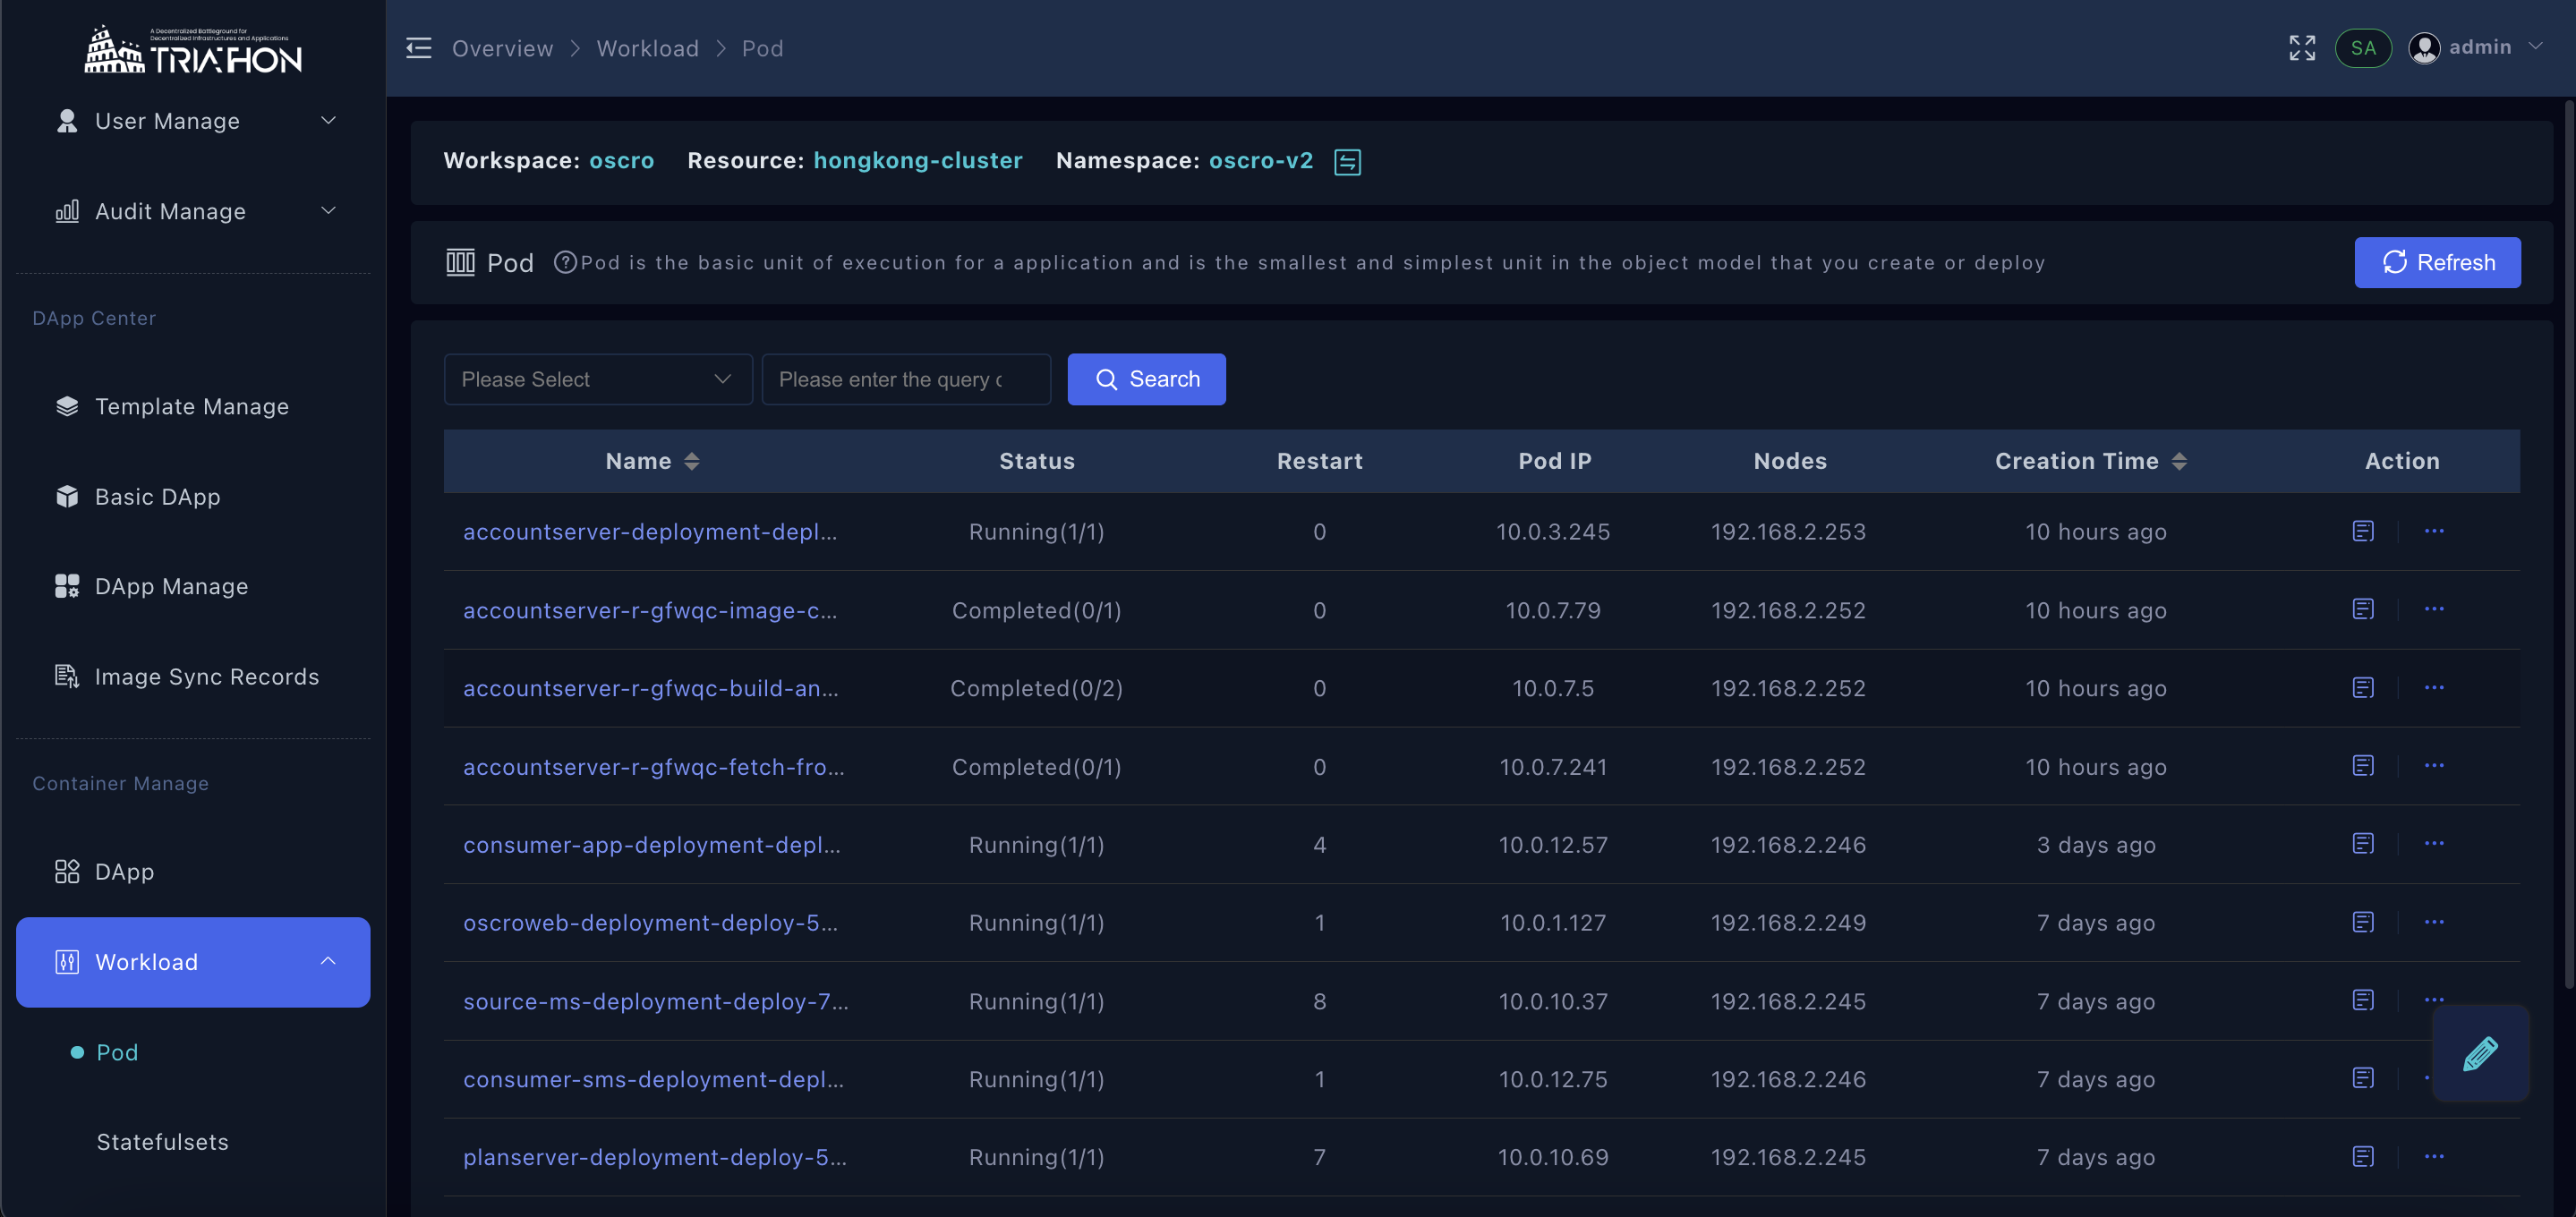 A Decentralized Battleground for
Decentralized Infrastructures and Applications
TRIATHON
User Manage
Audit Manage
DApp Center
Template Manage
Basic DApp
DApp Manage
Image Sync Records
Container Manage
DApp
Workload
Pod
Statefulsets
Overview > Workload > Pod
SA admin
Workspace: oscro Resource: hongkong-cluster Namespace: oscro-v2
Pod ?Pod is the basic unit of execution for a application and is the smallest and simplest unit in the object model that you create or deploy Refresh
Please Select Please enter the query c Search
Name Status Restart Pod IP Nodes Creation Time Action
accountserver-deployment-depl... Running(1/1) 0 10.0.3.245 192.168.2.253 10 hours ago ...
accountserver-r-gfwqc-image-c... Completed(0/1) 0 10.0.7.79 192.168.2.252 10 hours ago ...
accountserver-r-gfwqc-build-an... Completed(0/2) 0 10.0.7.5 192.168.2.252 10 hours ago ...
accountserver-r-gfwqc-fetch-fro... Completed(0/1) 0 10.0.7.241 192.168.2.252 10 hours ago ...
consumer-app-deployment-depl... Running(1/1) 4 10.0.12.57 192.168.2.246 3 days ago ...
oscroweb-deployment-deploy-5... Running(1/1) 1 10.0.1.127 192.168.2.249 7 days ago ...
source-ms-deployment-deploy-7... Running(1/1) 8 10.0.10.37 192.168.2.245 7 days ago ...
consumer-sms-deployment-depl... Running(1/1) 1 10.0.12.75 192.168.2.246 7 days ago
planserver-deployment-deploy-5... Running(1/1) 7 10.0.10.69 192.168.2.245 7 days ago ...